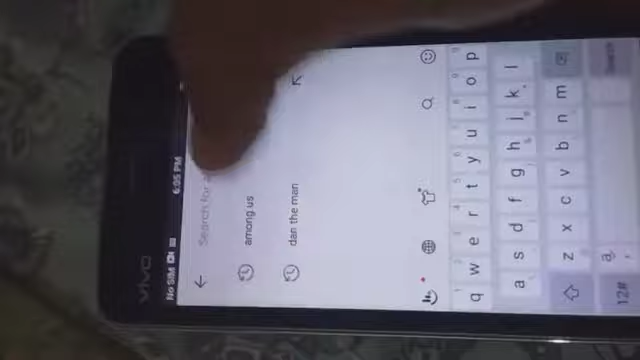 vivo
No SIM 6:05 PM
Search for a
among us
dan the man
q w e r t y u i o p
a s d f g h j k l
z x c v b n m
12#